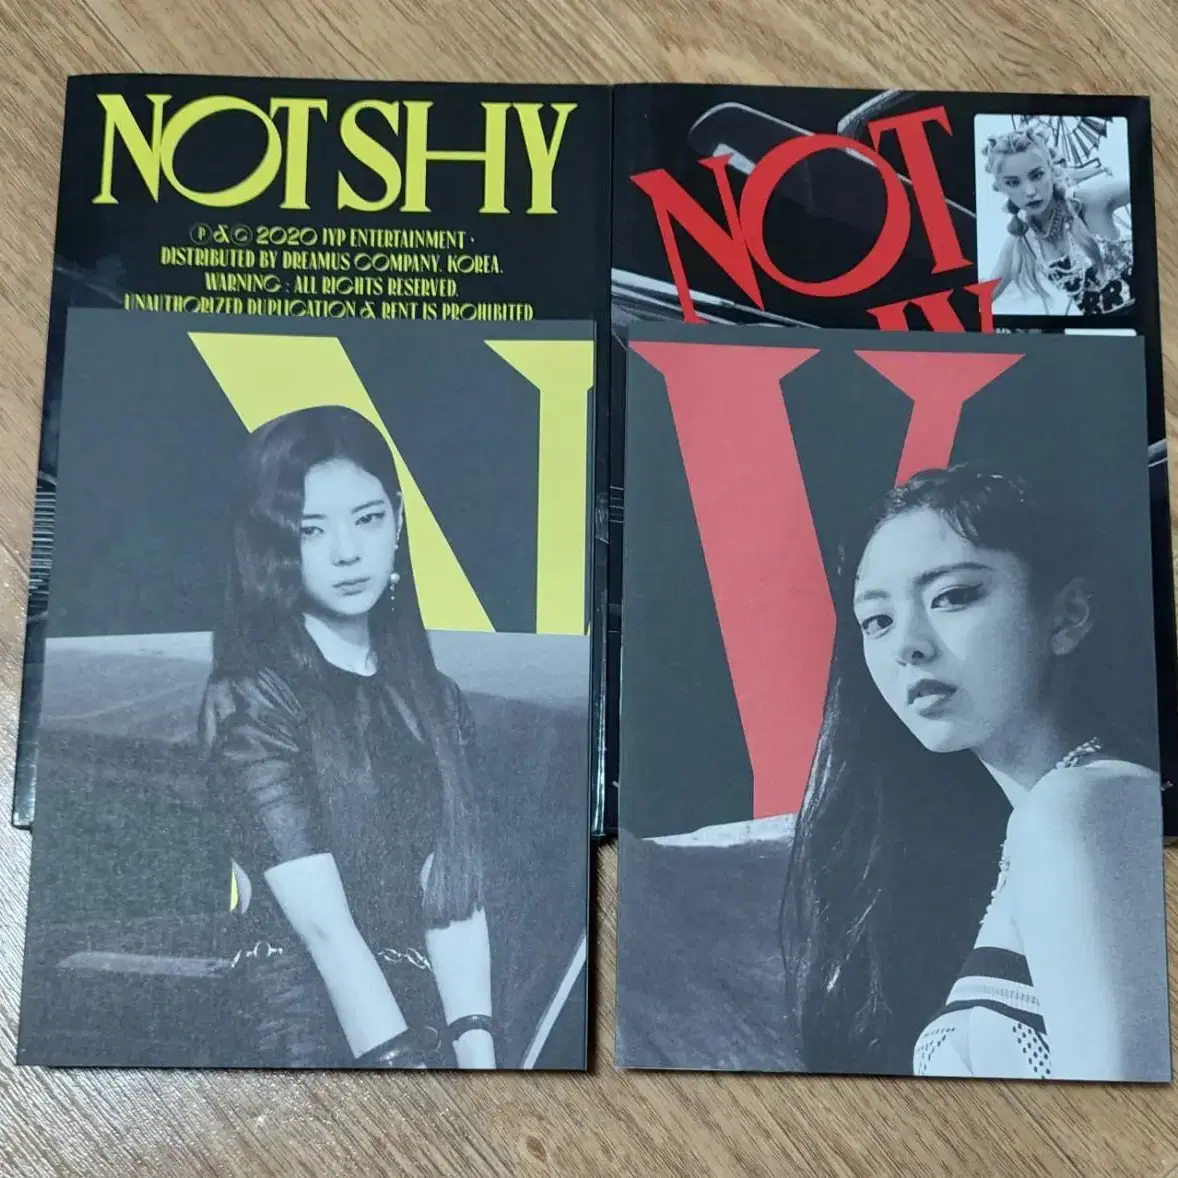 NOT SHY
Ⓟ & © 2020 JYP ENTERTAINMENT ·
DISTRIBUTED BY DREAMUS COMPANY. KOREA.
WARNING : ALL RIGHTS RESERVED.
UNAUTHORIZED DUPLICATION & RENT IS PROHIBITED
NOT
N
Y